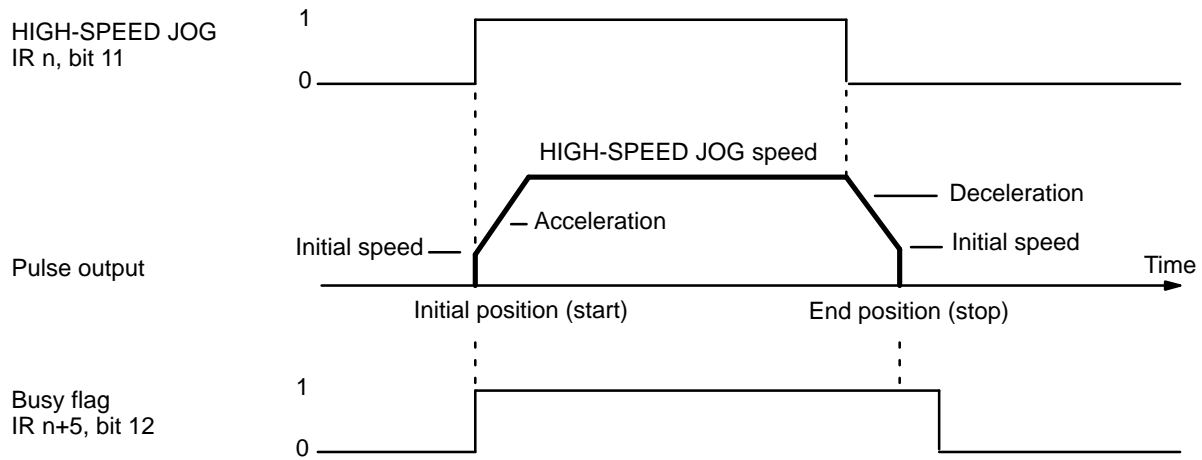 HIGH-SPEED JOG
IR n, bit 11
1
0
HIGH-SPEED JOG speed
Acceleration
Deceleration
Initial speed
Initial speed
Pulse output
Time
Initial position (start)
End position (stop)
Busy flag
IR n+5, bit 12
1
0